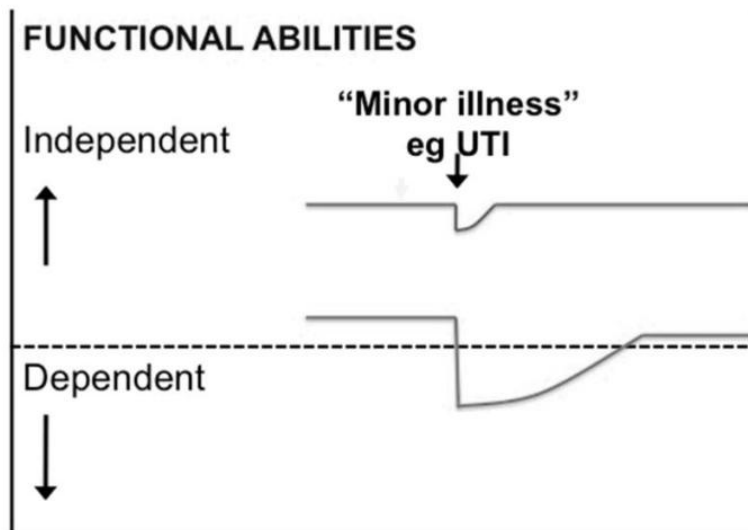 FUNCTIONAL ABILITIES
“Minor illness”
eg UTI
Independent
Dependent